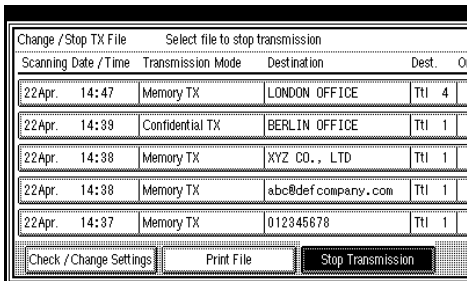 Change / Stop TX File Select file to stop transmission
Scanning Date / Time Transmission Mode Destination Dest.
22Apr. 14:47 Memory TX LONDON OFFICE Ttl 4
22Apr. 14:39 Confidential TX BERLIN OFFICE Ttl 1
22Apr. 14:38 Memory TX XYZ CO., LTD Ttl 1
22Apr. 14:38 Memory TX abc@defcompany.com Ttl 1
22Apr. 14:37 Memory TX 012345678 Ttl 1
Check / Change Settings Print File Stop Transmission